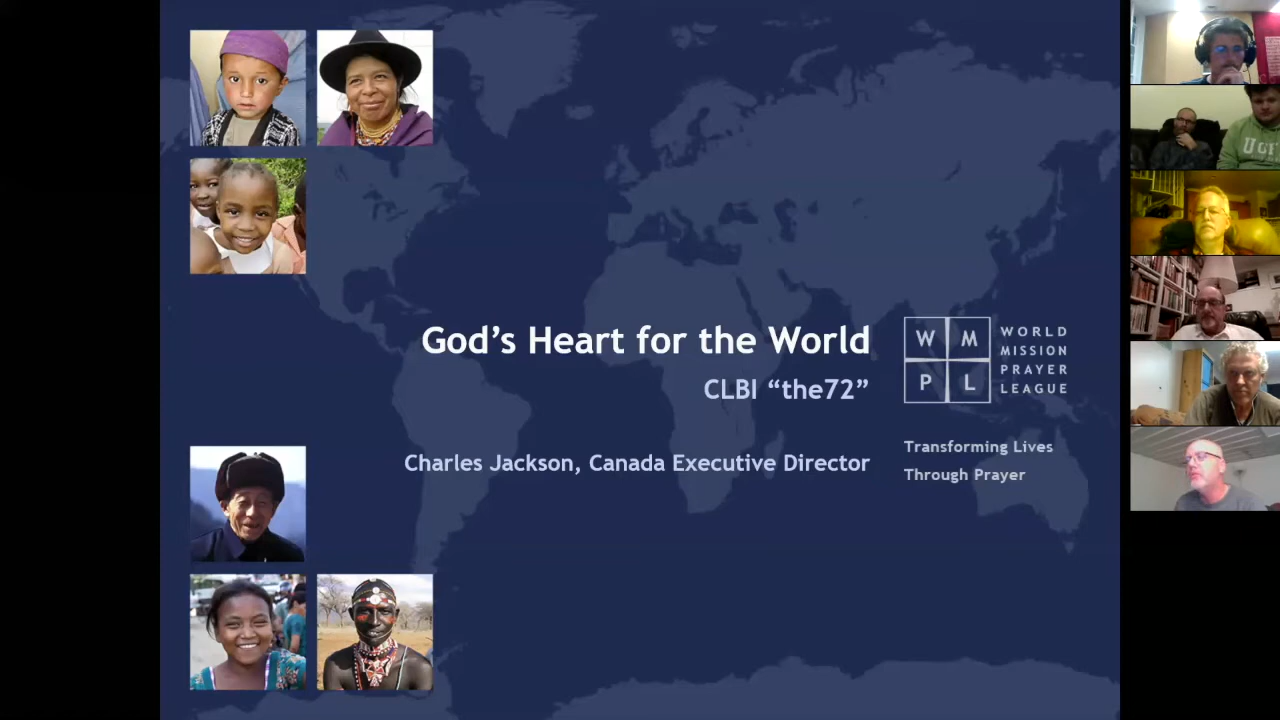 God's Heart for the World
CLBI "the72"
Charles Jackson, Canada Executive Director
W M
P L
WORLD
MISSION
PRAYER
LEAGUE
Transforming Lives
Through Prayer